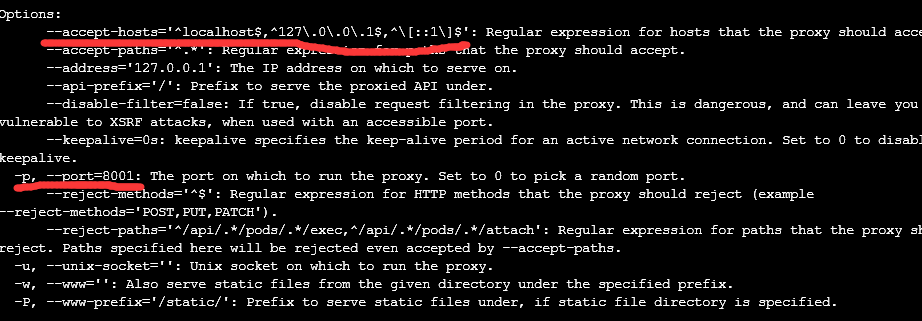 Options:
--accept-hosts='^localhost$,^127\.0\.0\.1$,^\[::1\]$': Regular expression for hosts that the proxy should acce
--accept-paths='^.*': Regular expression for paths that the proxy should accept.
--address='127.0.0.1': The IP address on which to serve on.
--api-prefix='/': Prefix to serve the proxied API under.
--disable-filter=false: If true, disable request filtering in the proxy. This is dangerous, and can leave you
vulnerable to XSRF attacks, when used with an accessible port.
--keepalive=0s: keepalive specifies the keep-alive period for an active network connection. Set to 0 to disabl
keepalive.
-p, --port=8001: The port on which to run the proxy. Set to 0 to pick a random port.
--reject-methods='^$': Regular expression for HTTP methods that the proxy should reject (example
--reject-methods='POST,PUT,PATCH').
--reject-paths='^/api/.*/pods/.*/exec,^/api/.*/pods/.*/attach': Regular expression for paths that the proxy sh
reject. Paths specified here will be rejected even accepted by --accept-paths.
-u, --unix-socket='': Unix socket on which to run the proxy.
-w, --www='': Also serve static files from the given directory under the specified prefix.
-P, --www-prefix='/static/': Prefix to serve static files under, if static file directory is specified.